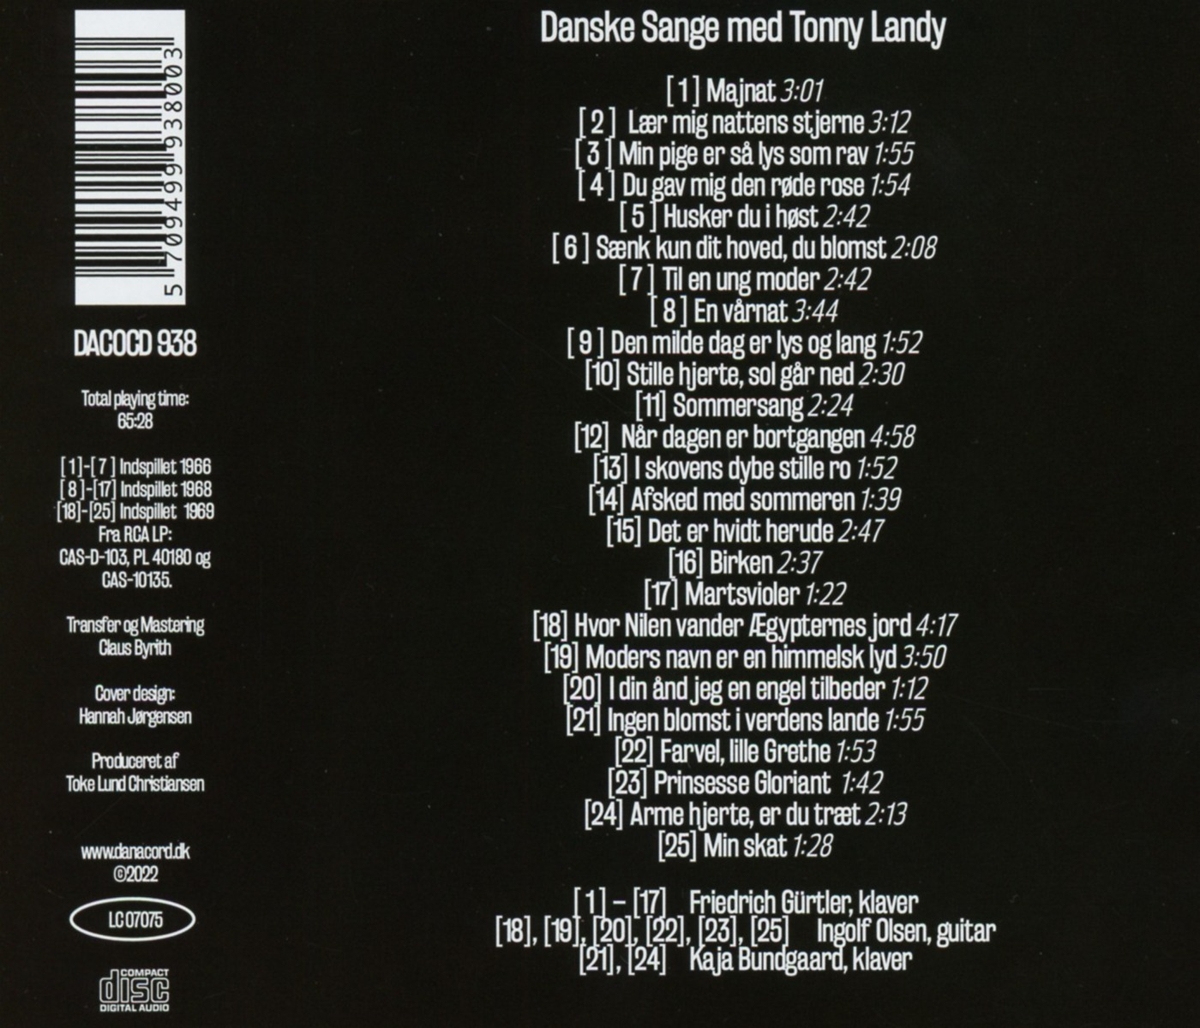 5 709499 938003
DACOCD 938
Total playing time:
65:28
[ 1 ]-[ 7 ] Indspillet 1966
[ 8 ]-[17] Indspillet 1968
[18]-[25] Indspillet 1969
Fra RCA LP:
CAS-D-103, PL 40180 og
CAS-10135.
Transfer og Mastering
Claus Byrith
Cover design:
Hannah Jørgensen
Produceret af
Toke Lund Christiansen
www.danacord.dk
©2022
LC 07075
COMPACT
disc
DIGITAL AUDIO
Danske Sange med Tonny Landy
[ 1 ] Majnat 3:01
[ 2 ] Lær mig nattens stjerne 3:12
[ 3 ] Min pige er så lys som rav 1:55
[ 4 ] Du gav mig den røde rose 1:54
[ 5 ] Husker du i høst 2:42
[ 6 ] Sænk kun dit hoved, du blomst 2:08
[ 7 ] Til en ung moder 2:42
[ 8 ] En vårnat 3:44
[ 9 ] Den milde dag er lys og lang 1:52
[10] Stille hjerte, sol går ned 2:30
[11] Sommersang 2:24
[12] Når dagen er bortgangen 4:58
[13] I skovens dybe stille ro 1:52
[14] Afsked med sommeren 1:39
[15] Det er hvidt herude 2:47
[16] Birken 2:37
[17] Martsvioler 1:22
[18] Hvor Nilen vander Ægypternes jord 4:17
[19] Moders navn er en himmelsk lyd 3:50
[20] I din ånd jeg en engel tilbeder 1:12
[21] Ingen blomst i verdens lande 1:55
[22] Farvel, lille Grethe 1:53
[23] Prinsesse Gloriant 1:42
[24] Arme hjerte, er du træt 2:13
[25] Min skat 1:28
[ 1 ] – [17] Friedrich Gürtler, klaver
[18], [19], [20], [22], [23], [25] Ingolf Olsen, guitar
[21], [24] Kaja Bundgaard, klaver